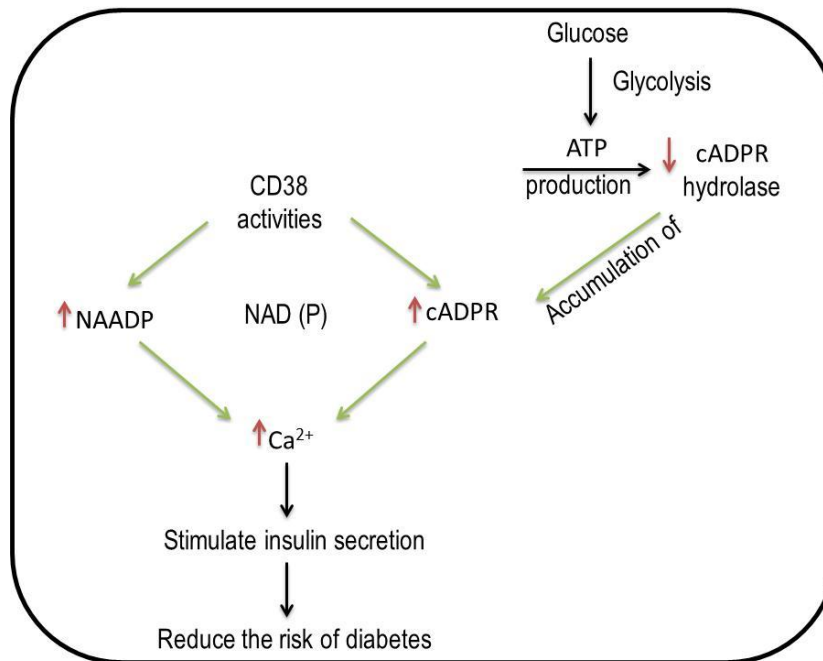 Glucose
Glycolysis
ATP
production
cADPR
hydrolase
CD38
activities
Accumulation of
NAADP
NAD (P)
cADPR
Ca²⁺
Stimulate insulin secretion
Reduce the risk of diabetes